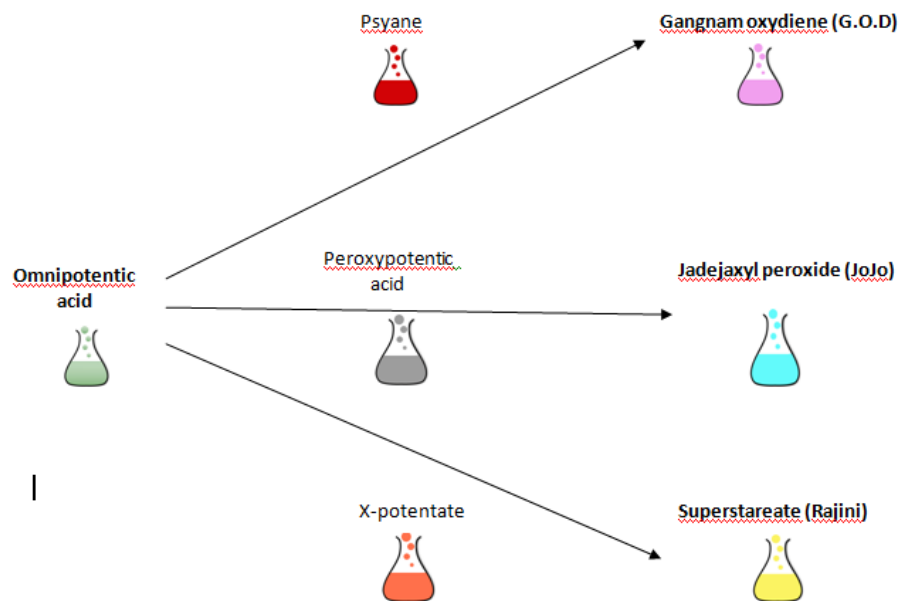 Psyane
Gangnam oxydiene (G.O.D)
Omnipotentic
acid
Peroxypotentic
acid
Jadejaxyl peroxide (JoJo)
X-potentate
Superstareate (Rajini)